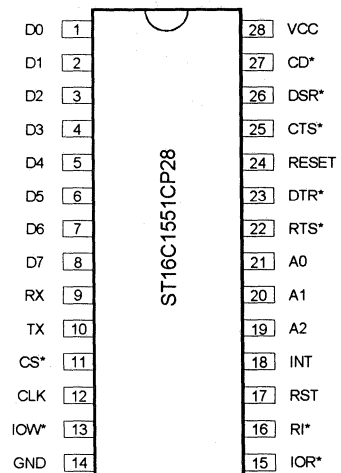 D0 1 28 VCC
D1 2 27 CD*
D2 3 26 DSR*
D3 4 25 CTS*
D4 5 24 RESET
D5 6 23 DTR*
D6 7 22 RTS*
D7 8 21 A0
RX 9 20 A1
TX 10 19 A2
CS* 11 18 INT
CLK 12 17 RST
IOW* 13 16 RI*
GND 14 15 IOR*
ST16C1551CP28